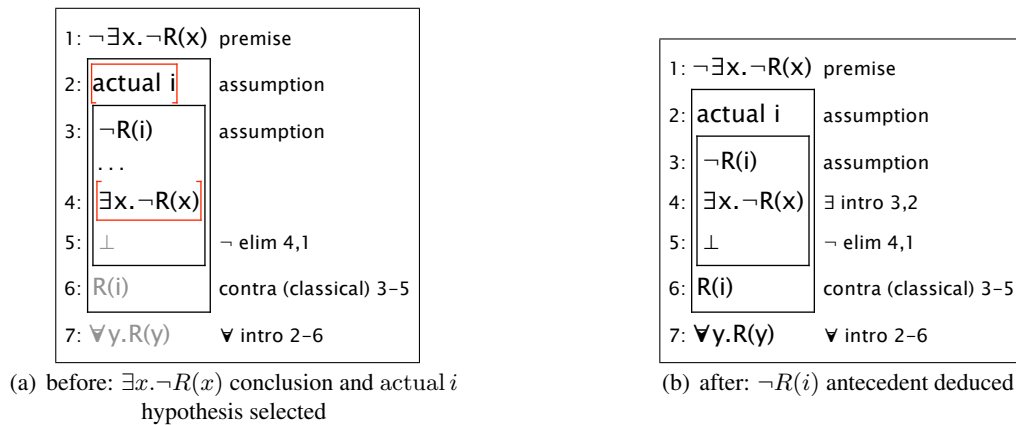 1: ¬∃x.¬R(x) premise
2: actual i assumption
3: ¬R(i) assumption
...
4: ∃x.¬R(x)
5: ⊥ ¬ elim 4,1
6: R(i) contra (classical) 3–5
7: ∀y.R(y) ∀ intro 2–6
(a) before: ∃x.¬R(x) conclusion and actual i
hypothesis selected
1: ¬∃x.¬R(x) premise
2: actual i assumption
3: ¬R(i) assumption
4: ∃x.¬R(x) ∃ intro 3,2
5: ⊥ ¬ elim 4,1
6: R(i) contra (classical) 3–5
7: ∀y.R(y) ∀ intro 2–6
(b) after: ¬R(i) antecedent deduced